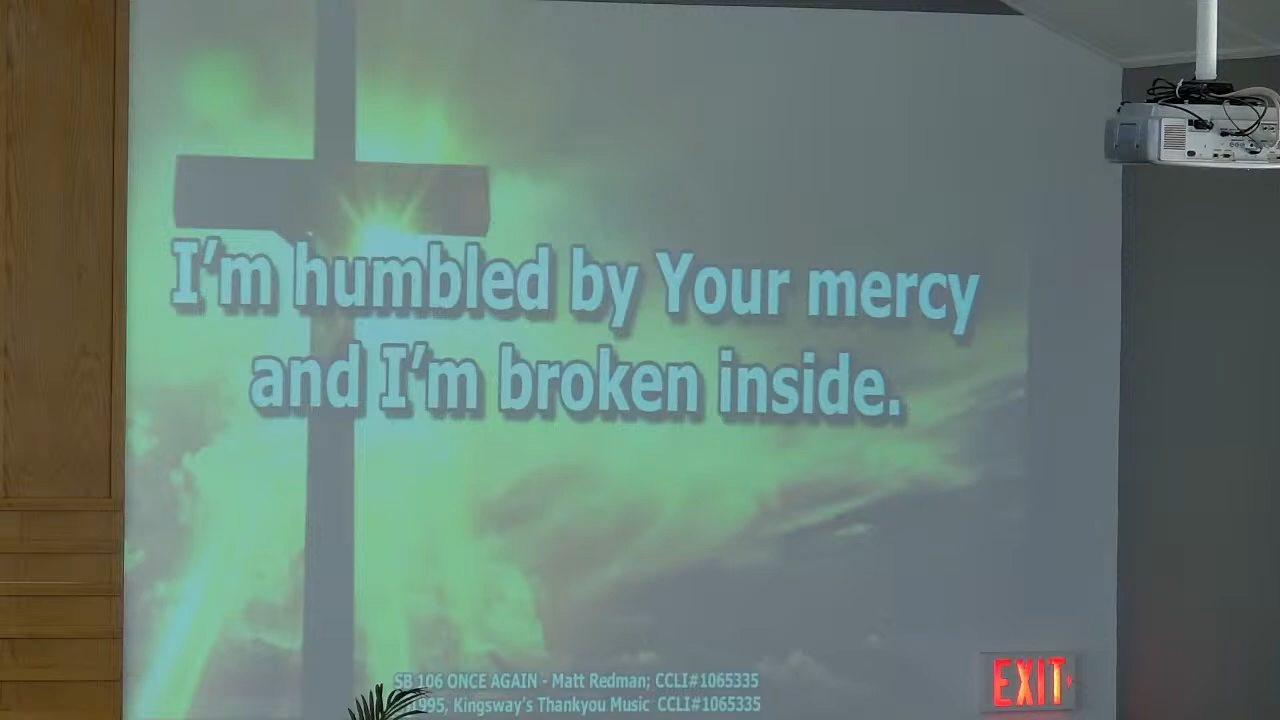 I'm humbled by Your mercy
and I'm broken inside.
SB 106 ONCE AGAIN - Matt Redman; CCLI#1065335
Kingsway's Thankyou Music CCLI#1065335
EXIT